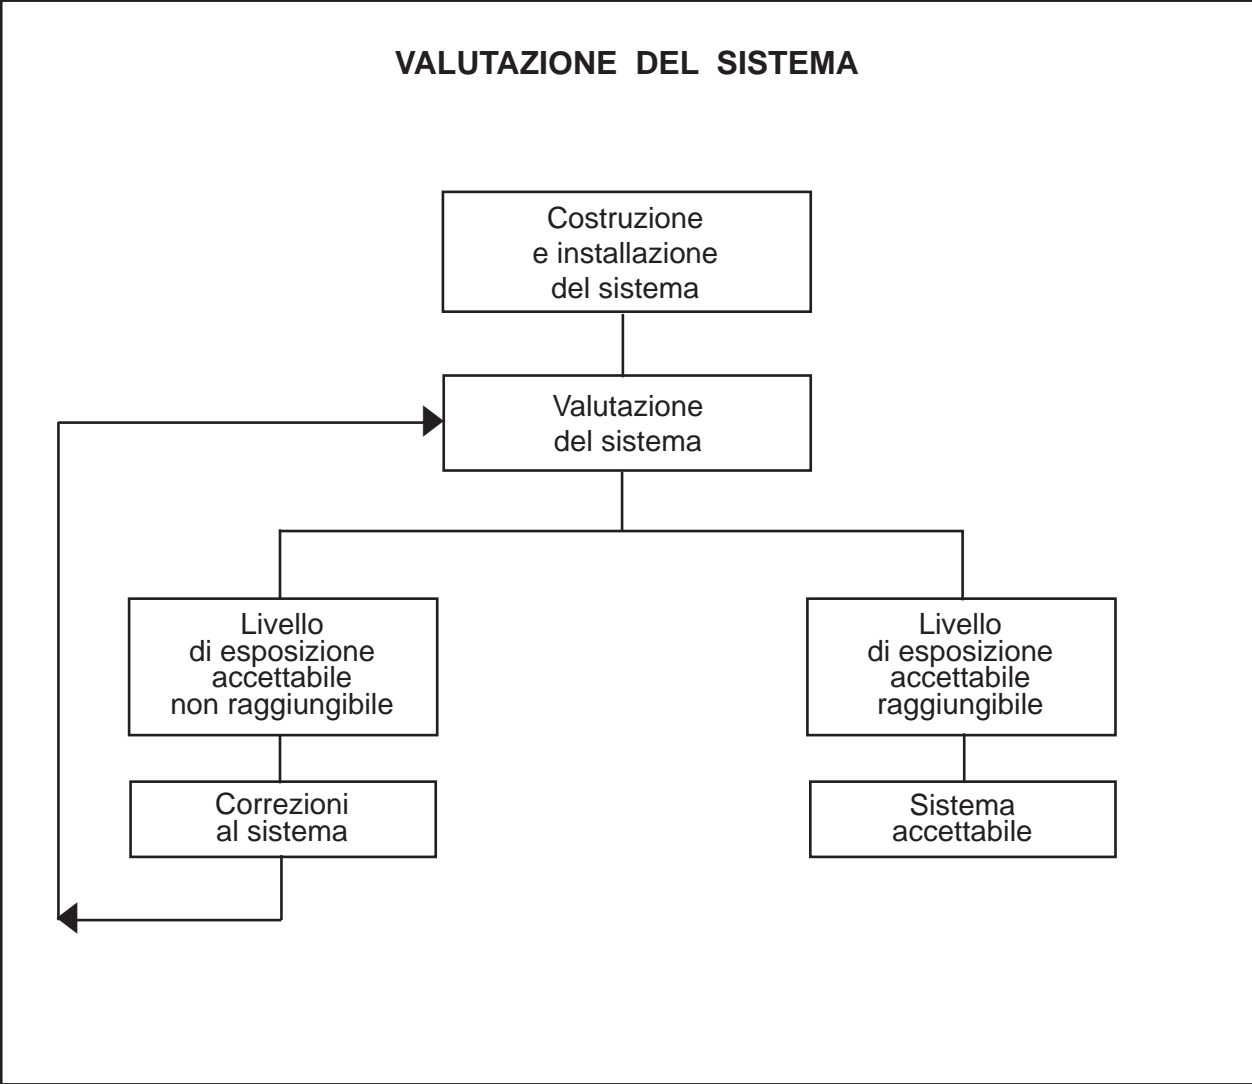 VALUTAZIONE DEL SISTEMA
Costruzione
e installazione
del sistema
Valutazione
del sistema
Livello
di esposizione
accettabile
non raggiungibile
Livello
di esposizione
accettabile
raggiungibile
Correzioni
al sistema
Sistema
accettabile